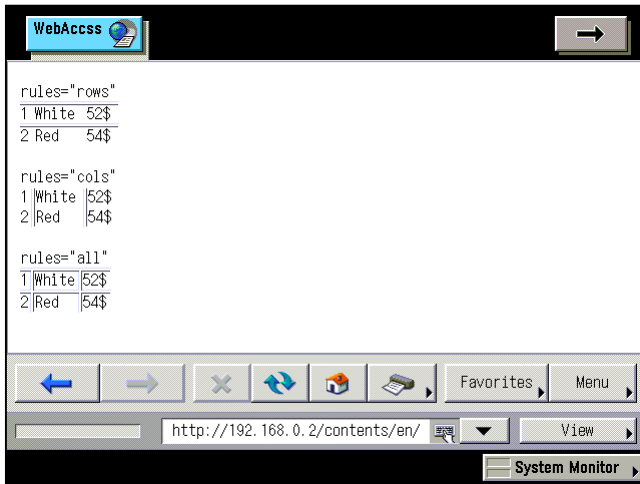 WebAccss
rules="rows"
1 White 52$
2 Red 54$
rules="cols"
1 White 52$
2 Red 54$
rules="all"
1 White 52$
2 Red 54$
Favorites Menu
http://192.168.0.2/contents/en/ View
System Monitor